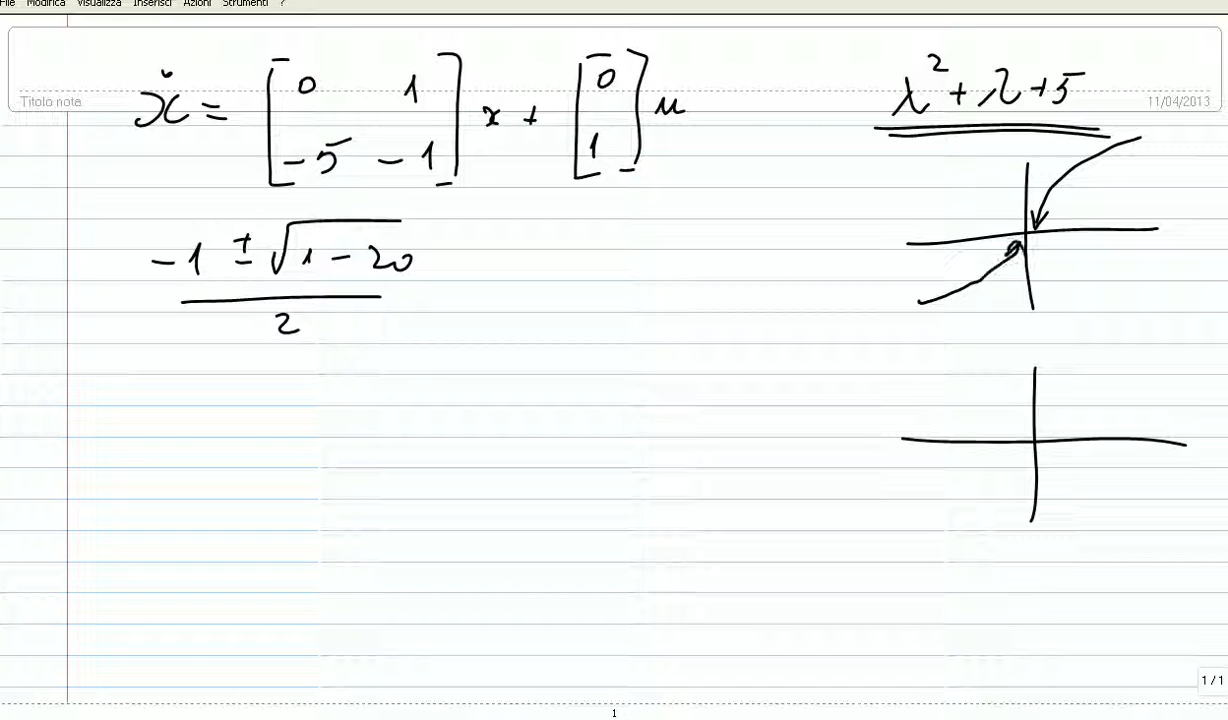 File Modifica Visualizza Inserisci Azioni Strumenti ?
ẋ = [0 1
-5 -1] x + [0
1] u
λ² + λ + 5
Titolo nota
11/04/2013
-1 ± √1 - 20
2
1/1
1